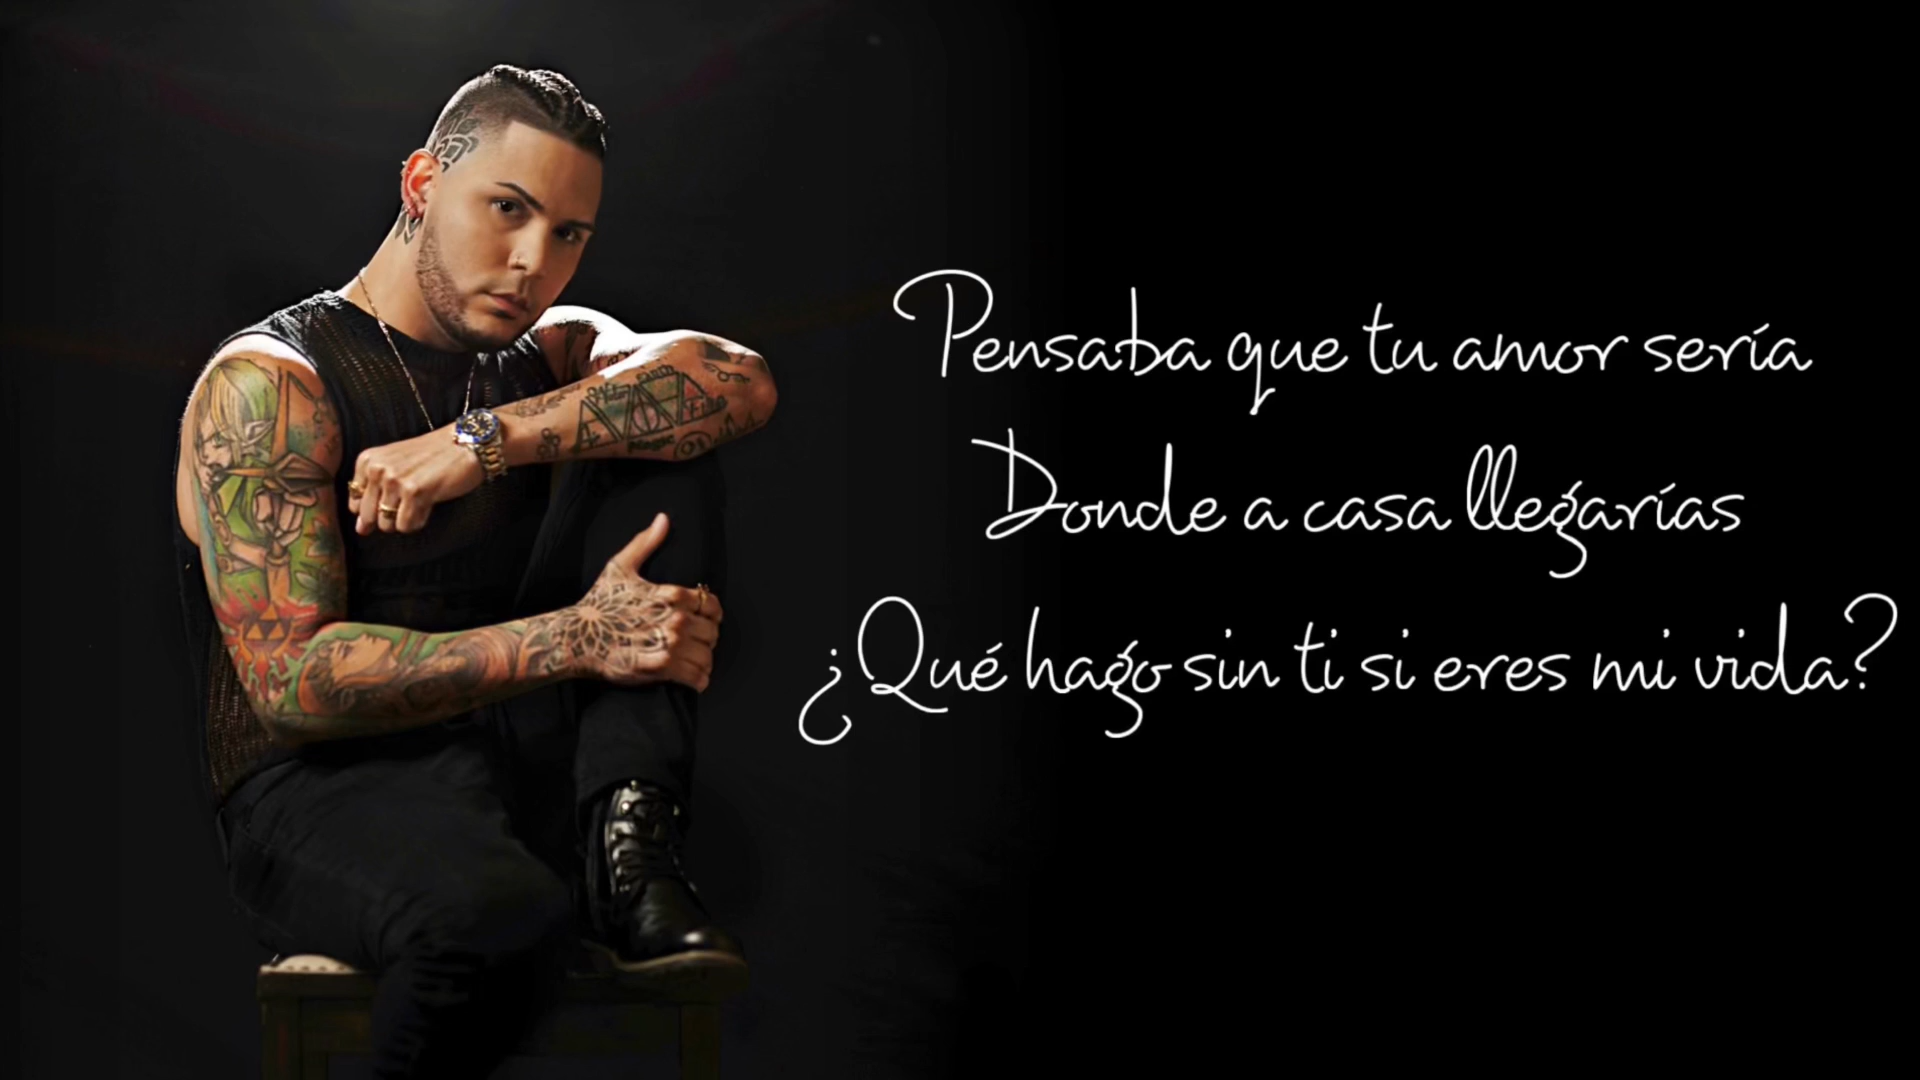 Pensaba que tu amor sería
Donde a casa llegarías
¿Qué hago sin ti si eres mi vida?